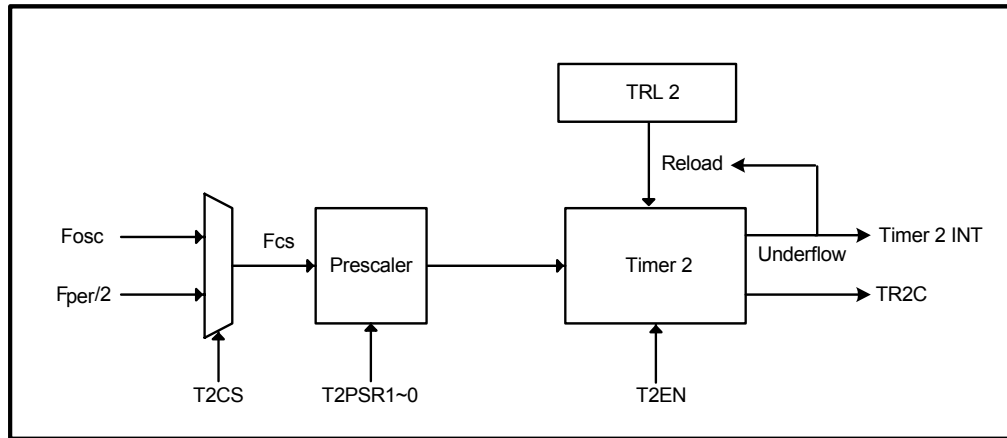 TRL 2
Reload
Fosc
Fcs
Prescaler
Timer 2
Timer 2 INT
Underflow
Fper/2
TR2C
T2CS
T2PSR1~0
T2EN